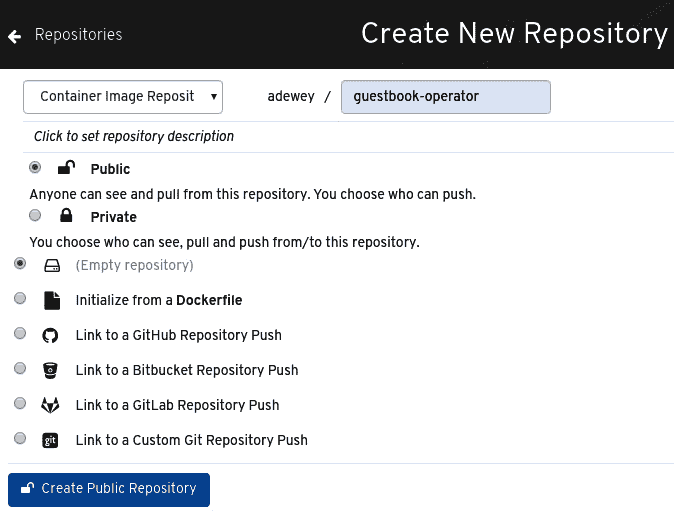 Repositories
Create New Repository
Container Image Reposit
adewey / guestbook-operator
Click to set repository description
Public
Anyone can see and pull from this repository. You choose who can push.
Private
You choose who can see, pull and push from/to this repository.
(Empty repository)
Initialize from a Dockerfile
Link to a GitHub Repository Push
Link to a Bitbucket Repository Push
Link to a GitLab Repository Push
git
Link to a Custom Git Repository Push
Create Public Repository